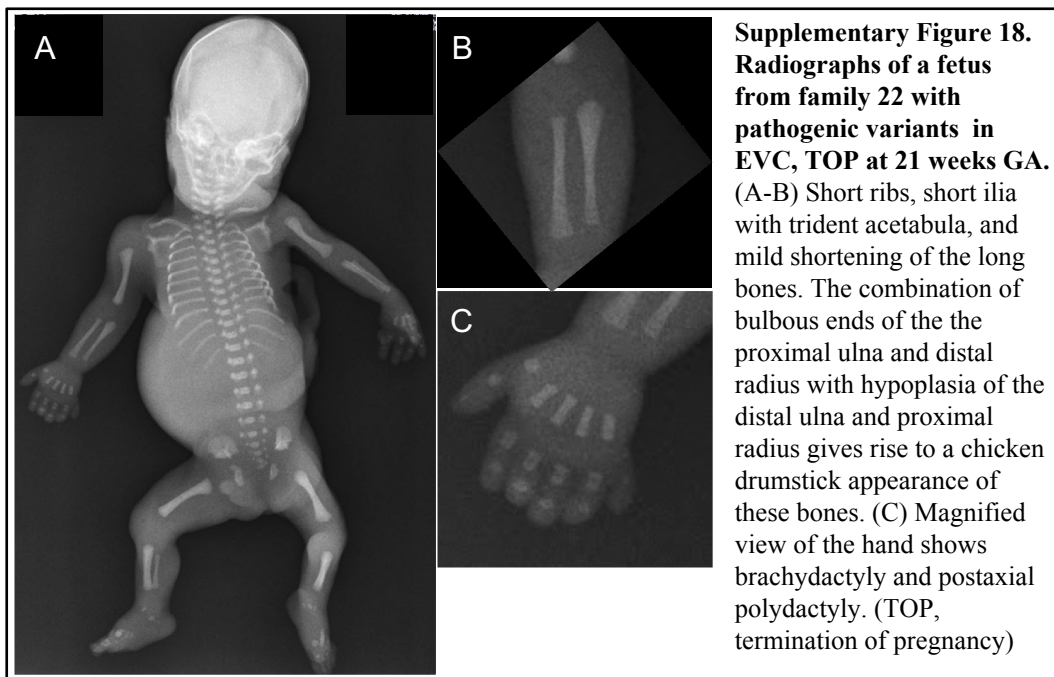 A
B
C
Supplementary Figure 18.
Radiographs of a fetus
from family 22 with
pathogenic variants in
EVC, TOP at 21 weeks GA.
(A-B) Short ribs, short ilia
with trident acetabula, and
mild shortening of the long
bones. The combination of
bulbous ends of the the
proximal ulna and distal
radius with hypoplasia of the
distal ulna and proximal
radius gives rise to a chicken
drumstick appearance of
these bones. (C) Magnified
view of the hand shows
brachydactyly and postaxial
polydactyly. (TOP,
termination of pregnancy)